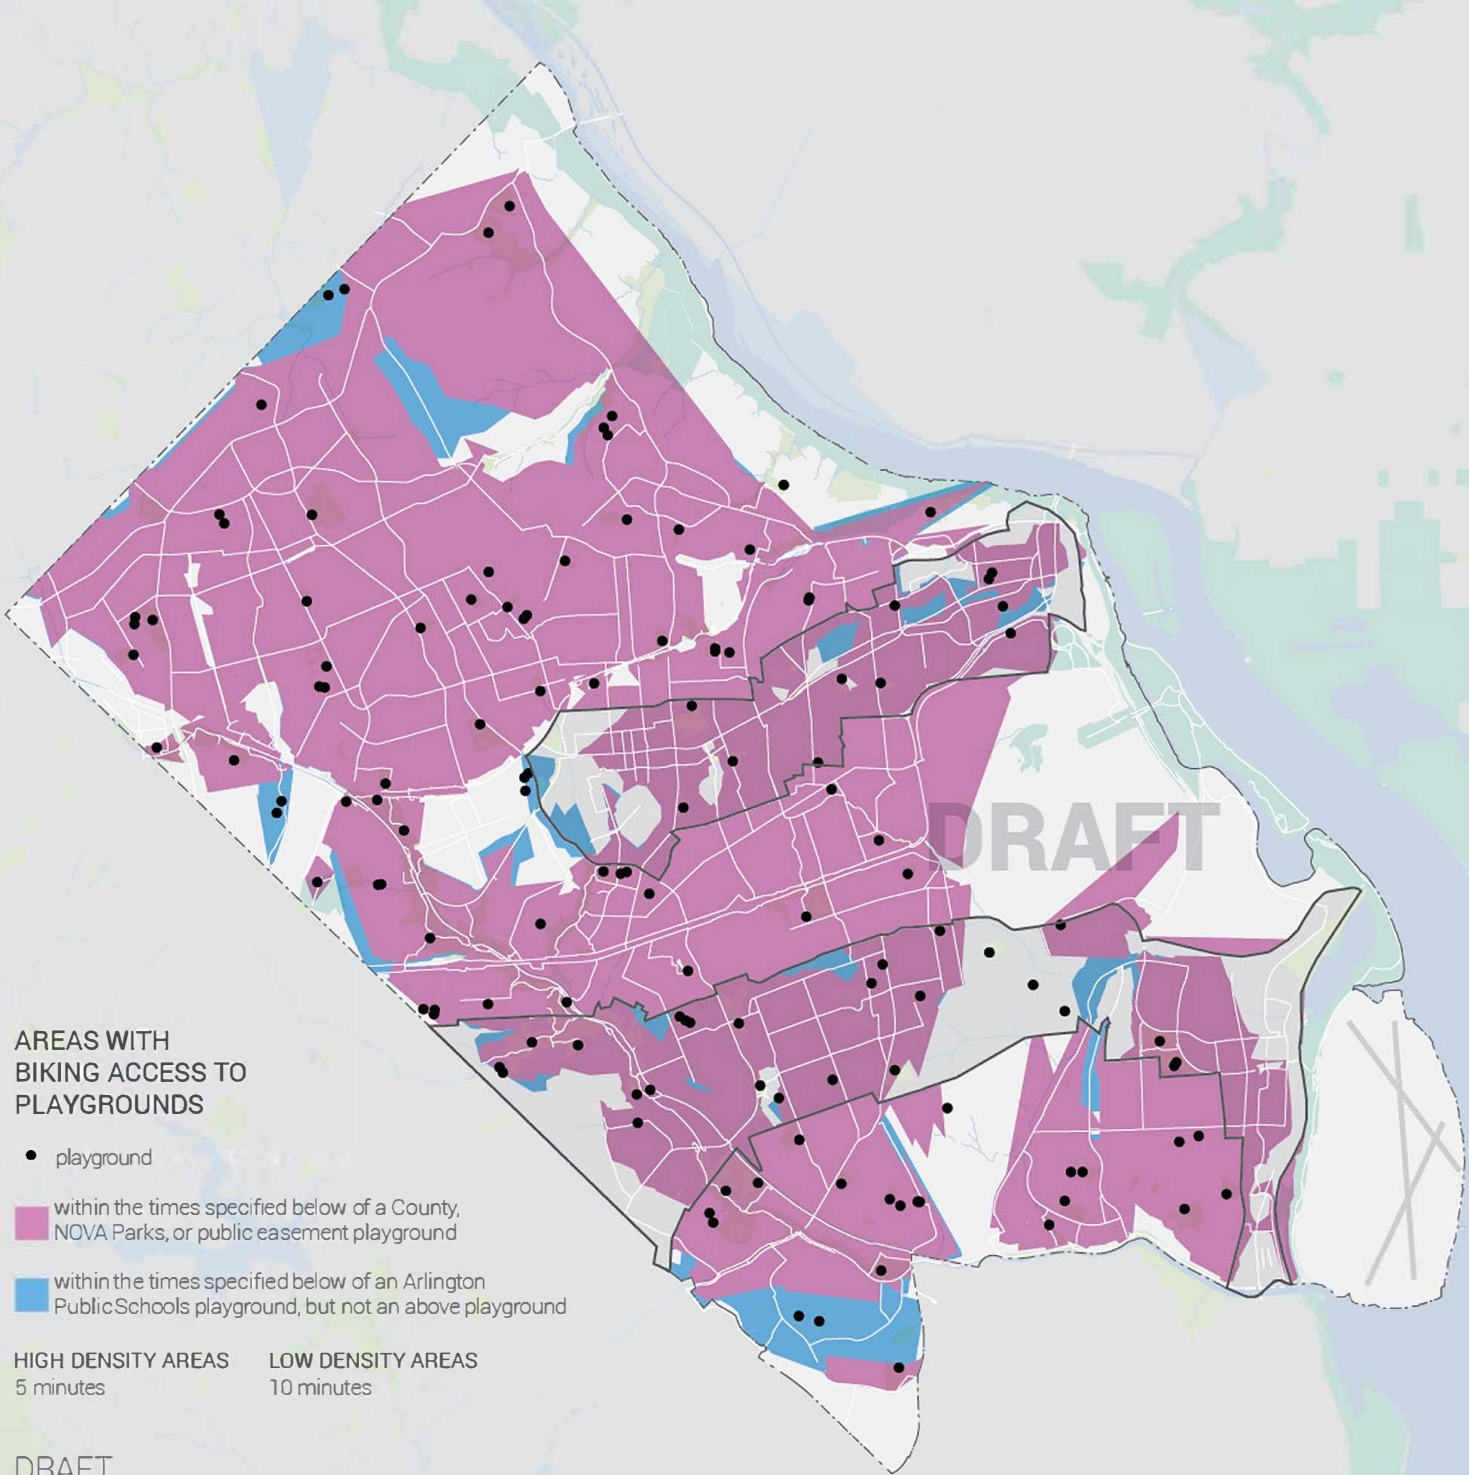 DRAFT
AREAS WITH
BIKING ACCESS TO
PLAYGROUNDS
playground
within the times specified below of a County,
NOVA Parks, or public easement playground
within the times specified below of an Arlington
Public Schools playground, but not an above playground
HIGH DENSITY AREAS
5 minutes
LOW DENSITY AREAS
10 minutes
DRAFT